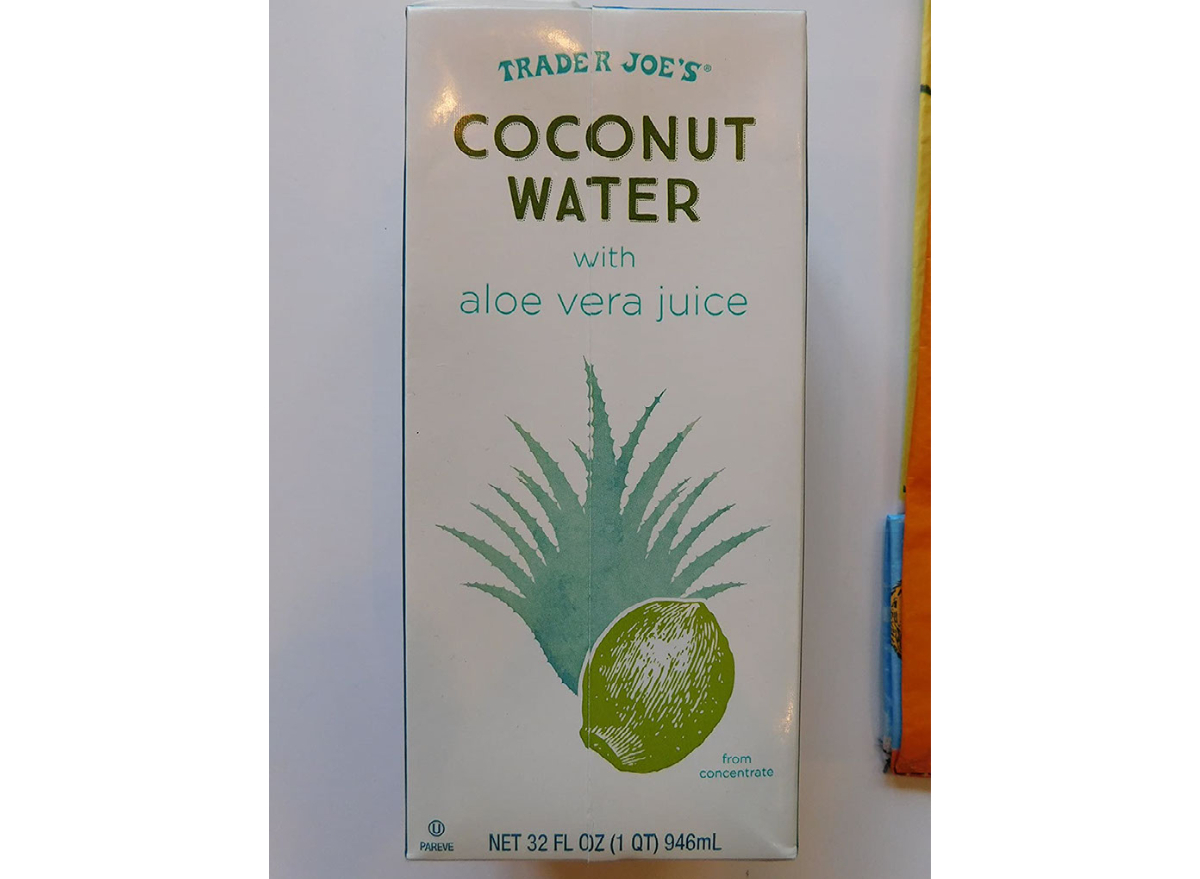 TRADER JOE'S®
COCONUT
WATER
with
aloe vera juice
from
concentrate
U
PAREVE
NET 32 FL OZ (1 QT) 946mL